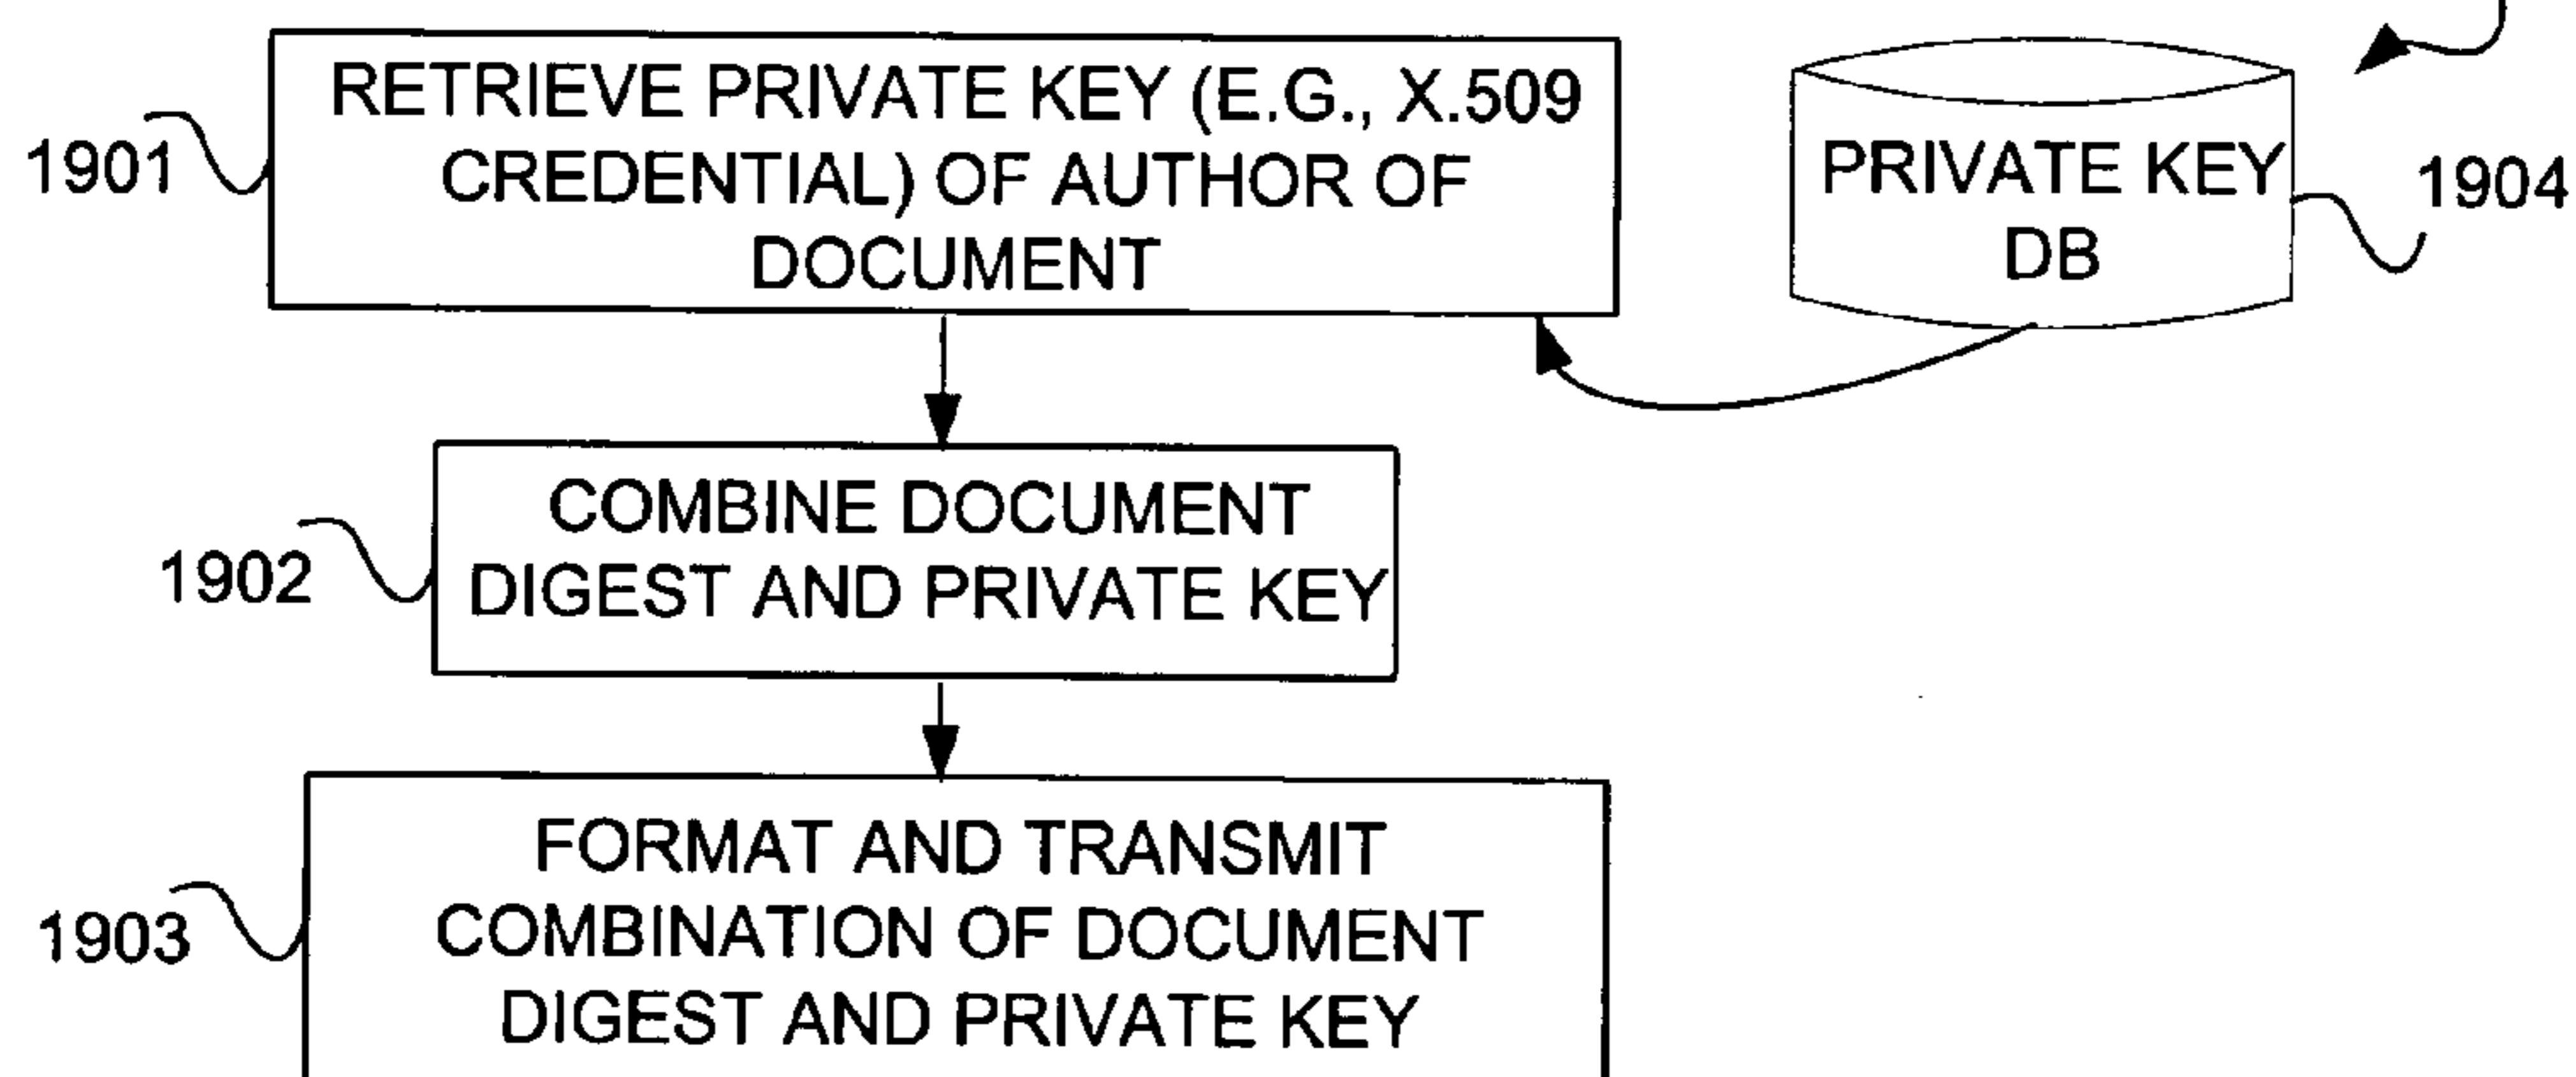 RETRIEVE PRIVATE KEY (E.G., X.509
CREDENTIAL) OF AUTHOR OF
DOCUMENT
1901
PRIVATE KEY
DB
1904
COMBINE DOCUMENT
DIGEST AND PRIVATE KEY
1902
FORMAT AND TRANSMIT
COMBINATION OF DOCUMENT
DIGEST AND PRIVATE KEY
1903